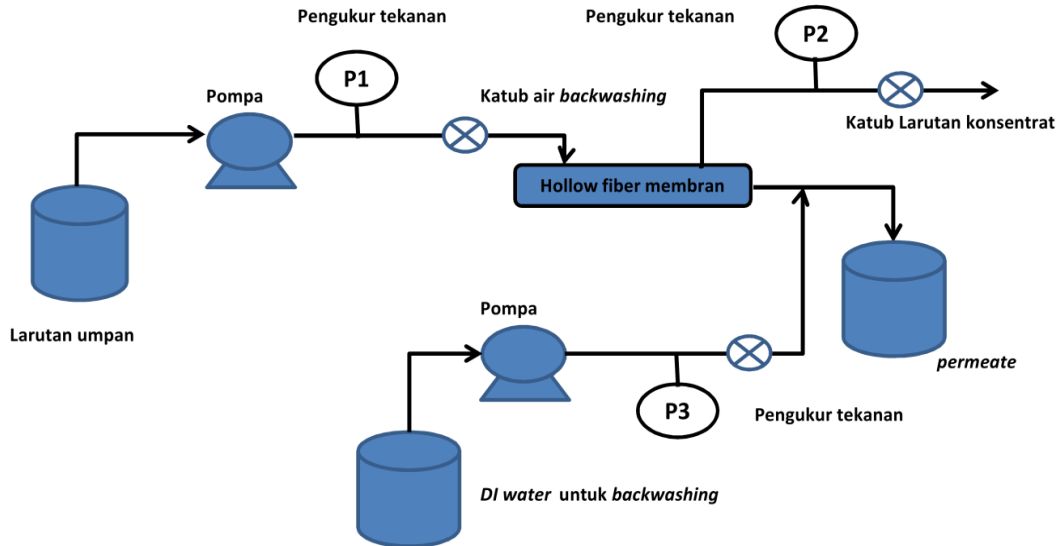 Pengukur tekanan
Pengukur tekanan
P1
P2
Pompa
Katub air backwashing
Katub Larutan konsentrat
Hollow fiber membran
Larutan umpan
Pompa
permeate
P3
Pengukur tekanan
DI water untuk backwashing